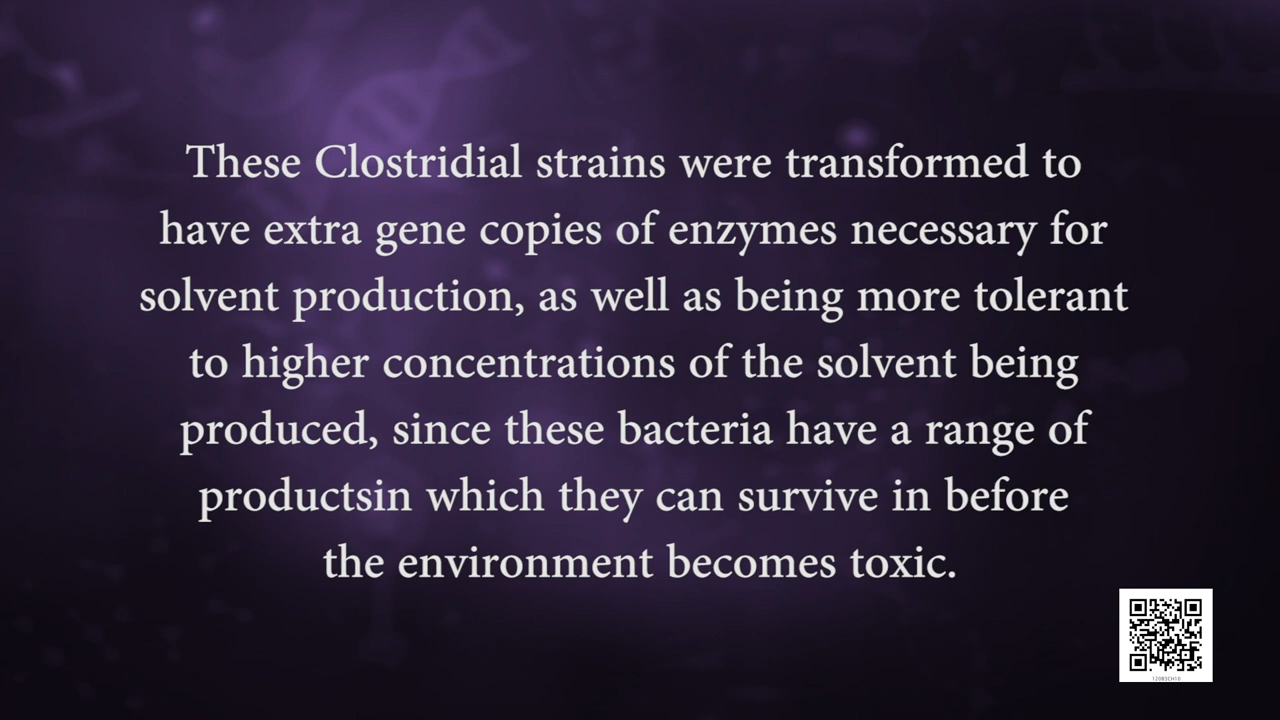 These Clostridial strains were transformed to
have extra gene copies of enzymes necessary for
solvent production, as well as being more tolerant
to higher concentrations of the solvent being
produced, since these bacteria have a range of
productsin which they can survive in before
the environment becomes toxic.
12083CH10